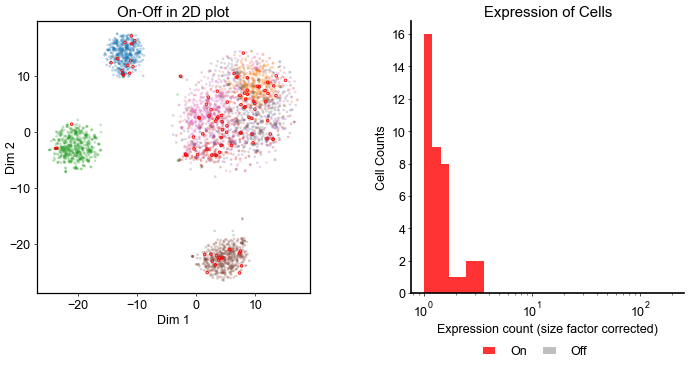 On-Off in 2D plot
Dim 2
10
0
−10
−20
−20
−10
0
10
Dim 1
Expression of Cells
Cell Counts
16
14
12
10
8
6
4
2
0
10^0
10^1
10^2
Expression count (size factor corrected)
On
Off